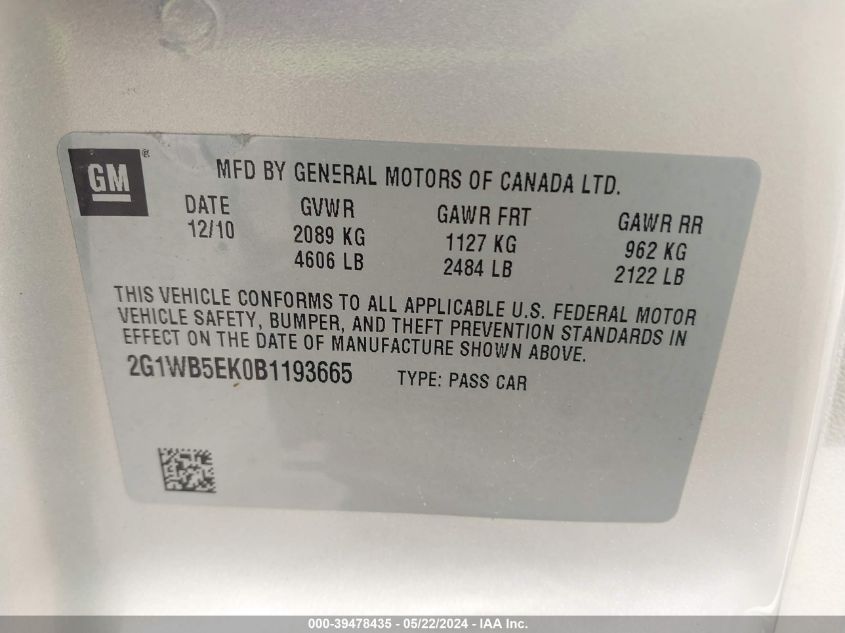 GM®
MFD BY GENERAL MOTORS OF CANADA LTD.
DATE GVWR GAWR FRT GAWR RR
12/10 2089 KG 1127 KG 962 KG
4606 LB 2484 LB 2122 LB
THIS VEHICLE CONFORMS TO ALL APPLICABLE U.S. FEDERAL MOTOR
VEHICLE SAFETY, BUMPER, AND THEFT PREVENTION STANDARDS IN
EFFECT ON THE DATE OF MANUFACTURE SHOWN ABOVE.
2G1WB5EK0B1193665 TYPE: PASS CAR
000-39478435 - 05/22/2024 - IAA Inc.